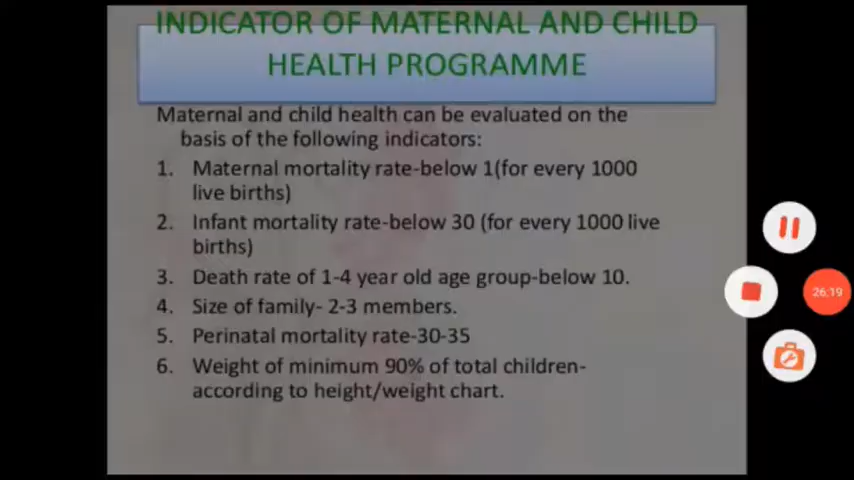 INDICATOR OF MATERNAL AND CHILD
HEALTH PROGRAMME
Maternal and child health can be evaluated on the
basis of the following indicators:
1. Maternal mortality rate-below 1(for every 1000
live births)
2. Infant mortality rate-below 30 (for every 1000 live
births)
3. Death rate of 1-4 year old age group-below 10.
4. Size of family- 2-3 members.
5. Perinatal mortality rate-30-35
6. Weight of minimum 90% of total children-
according to height/weight chart.
26:19